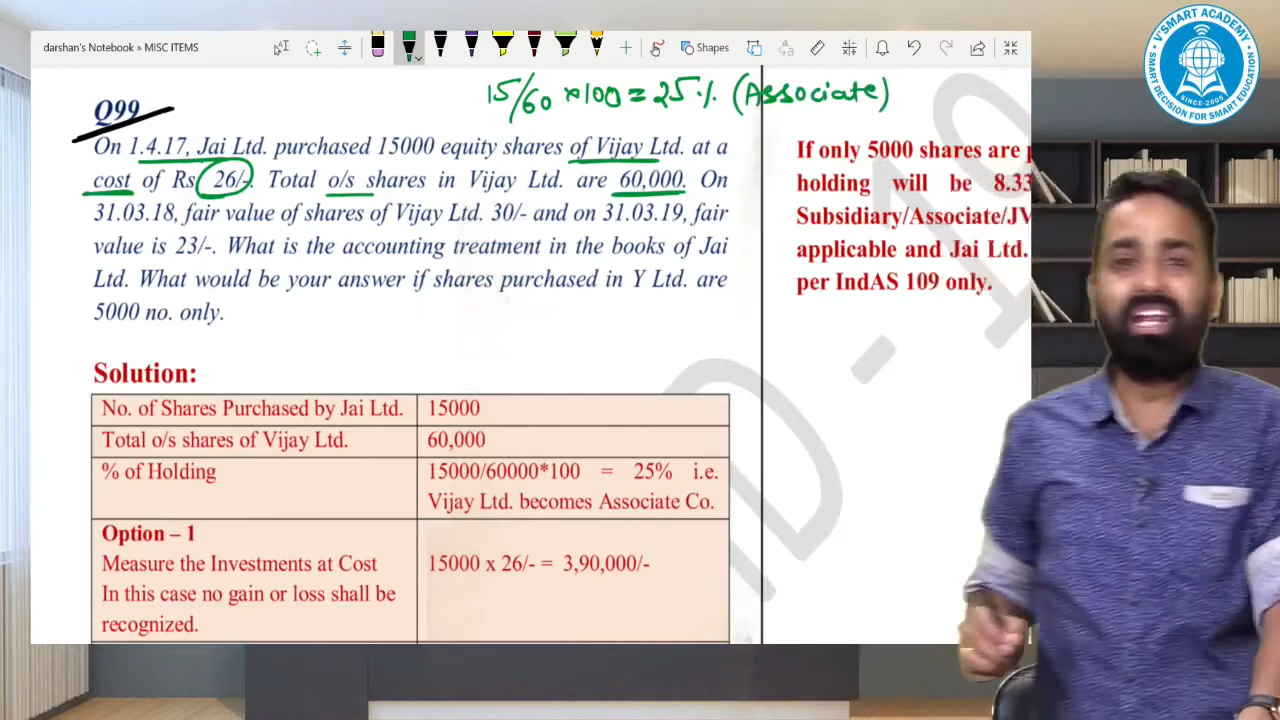 darshan's Notebook » MISC ITEMS
Shapes
V'SMART ACADEMY
SINCE-2005
SMART DECISION FOR SMART EDUCATION
15/60 x100 = 25% (Associate)
Q99
On 1.4.17, Jai Ltd. purchased 15000 equity shares of Vijay Ltd. at a
cost of Rs 26/-. Total o/s shares in Vijay Ltd. are 60,000. On
31.03.18, fair value of shares of Vijay Ltd. 30/- and on 31.03.19, fair
value is 23/-. What is the accounting treatment in the books of Jai
Ltd. What would be your answer if shares purchased in Y Ltd. are
5000 no. only.
Solution:
No. of Shares Purchased by Jai Ltd. 15000
Total o/s shares of Vijay Ltd. 60,000
% of Holding 15000/60000*100 = 25% i.e.
Vijay Ltd. becomes Associate Co.
Option – 1
Measure the Investments at Cost 15000 x 26/- = 3,90,000/-
In this case no gain or loss shall be
recognized.
If only 5000 shares are
holding will be 8.33
Subsidiary/Associate/JV
applicable and Jai Ltd.
per IndAS 109 only.